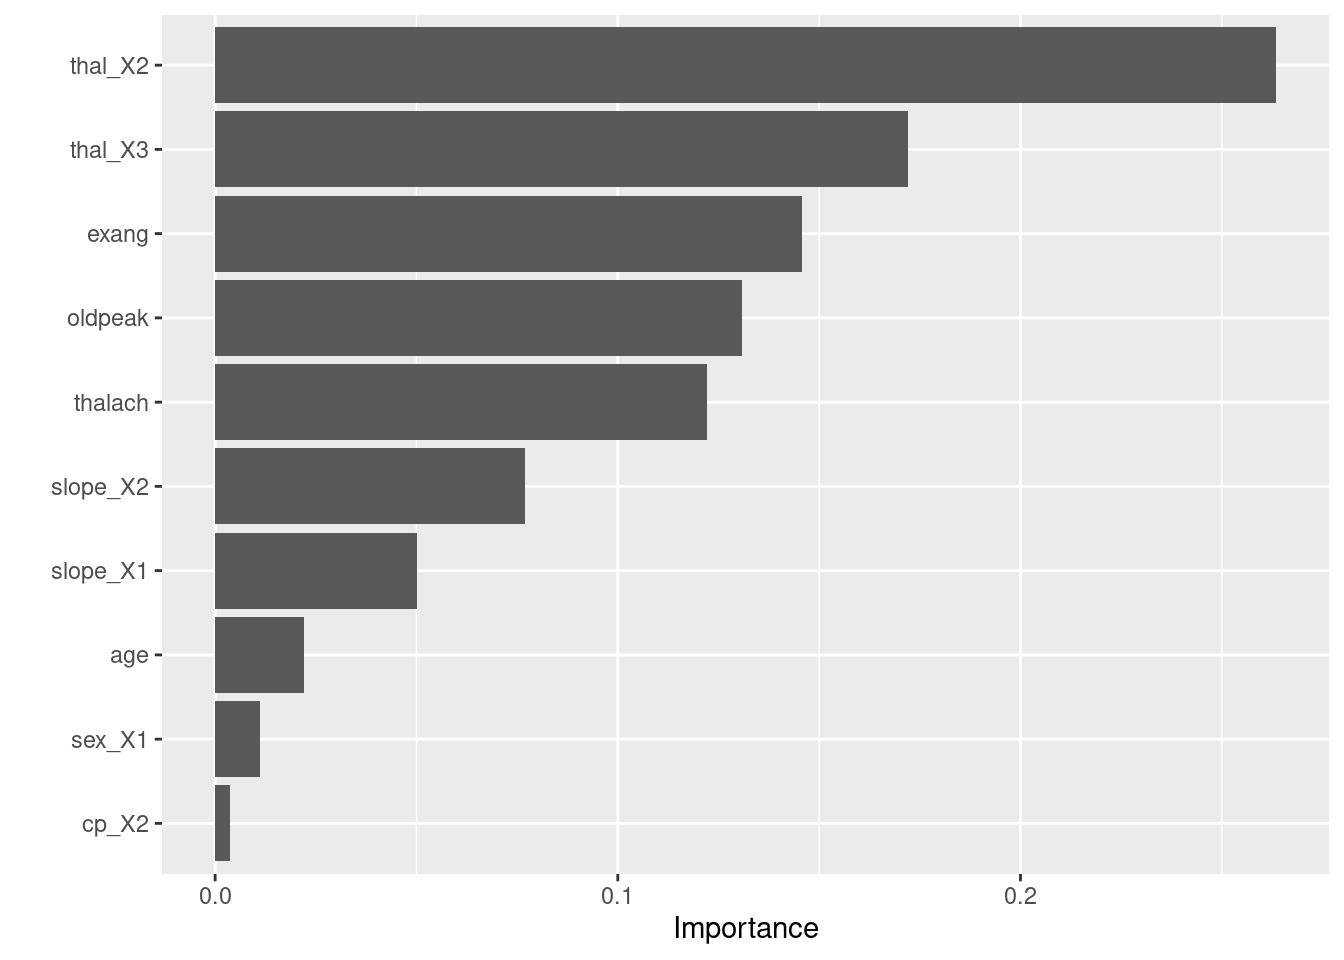 thal_X2
thal_X3
exang
oldpeak
thalach
slope_X2
slope_X1
age
sex_X1
cp_X2
0.0 0.1 0.2
Importance